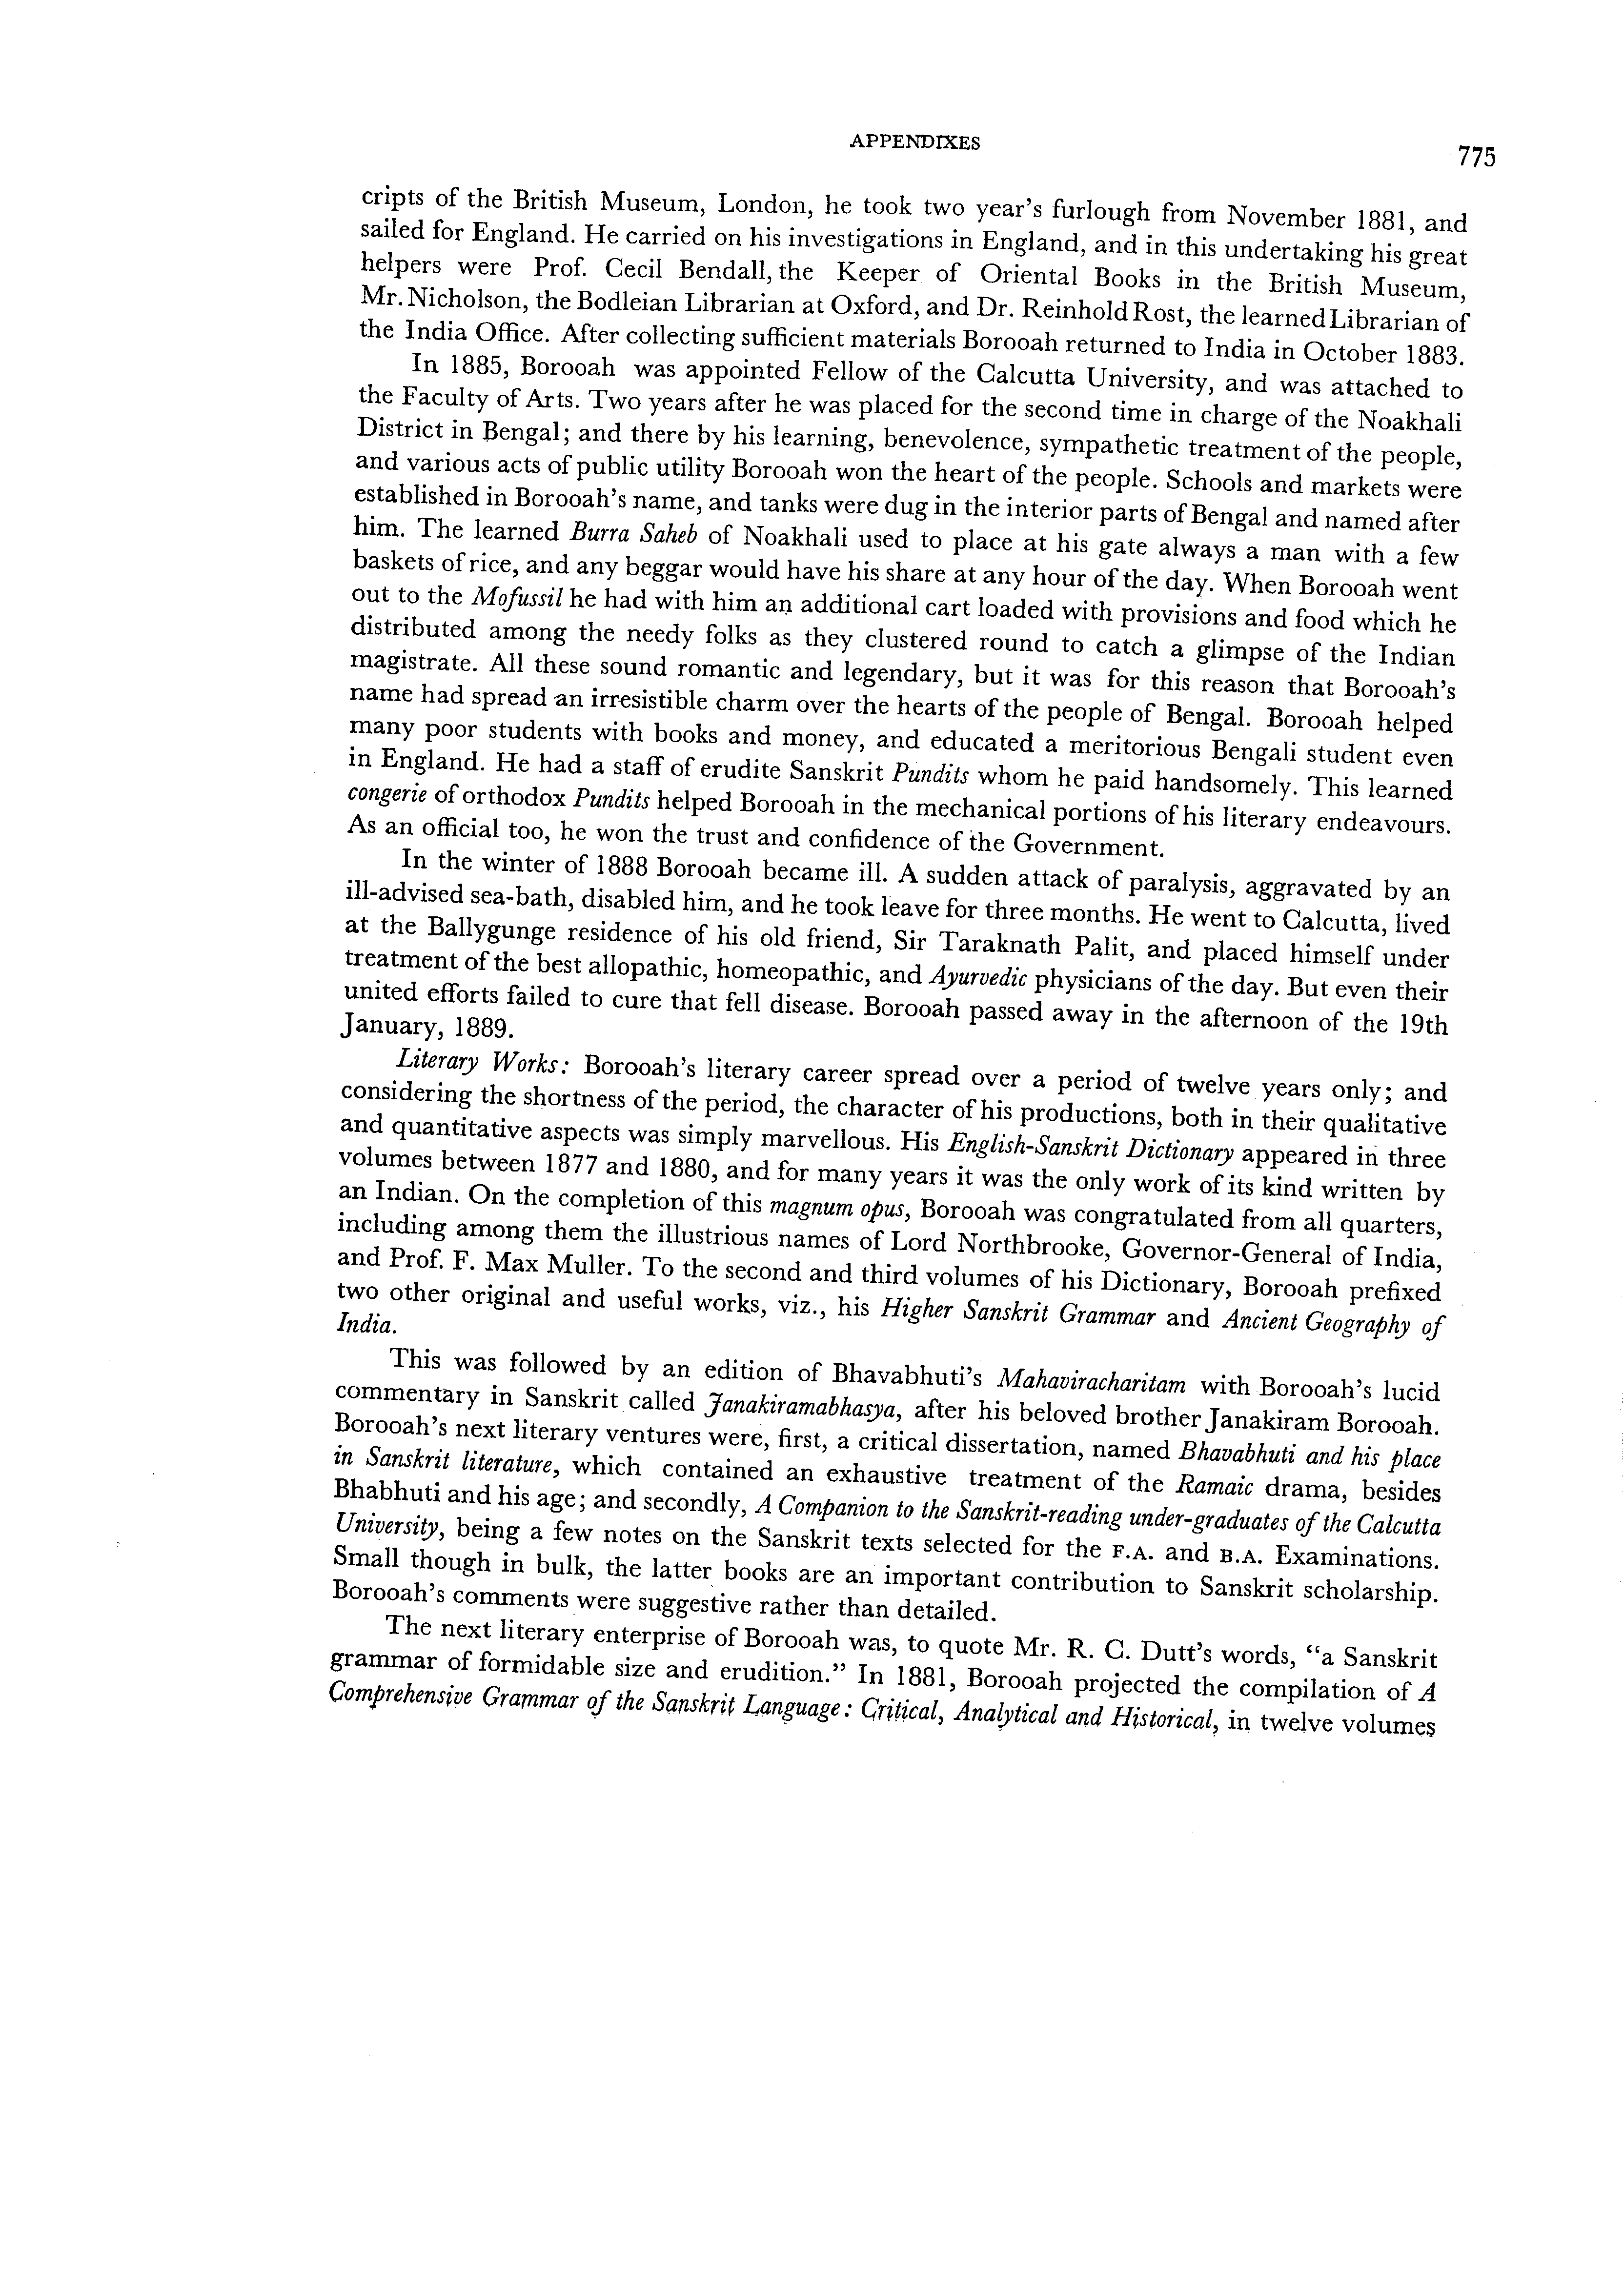 APPENDIXES
775
cripts of the British Museum, London, he took two year's furlough from November 1881, and
sailed for England. He carried on his investigations in England, and in this undertaking his great
helpers were Prof. Cecil Bendall, the Keeper of Oriental Books in the British Museum,
Mr. Nicholson, the Bodleian Librarian at Oxford, and Dr. Reinhold Rost, the learned Librarian of
the India Office. After collecting sufficient materials Borooah returned to India in October 1883.
In 1885, Borooah was appointed Fellow of the Calcutta University, and was attached to
the Faculty of Arts. Two years after he was placed for the second time in charge of the Noakhali
District in Bengal; and there by his learning, benevolence, sympathetic treatment of the people,
and various acts of public utility Borooah won the heart of the people. Schools and markets were
established in Borooah's name, and tanks were dug in the interior parts of Bengal and named after
him. The learned Burra Saheb of Noakhali used to place at his gate always a man with a few
baskets of rice, and any beggar would have his share at any hour of the day. When Borooah went
out to the Mofussil he had with him an additional cart loaded with provisions and food which he
distributed among the needy folks as they clustered round to catch a glimpse of the Indian
magistrate. All these sound romantic and legendary, but it was for this reason that Borooah's
name had spread an irresistible charm over the hearts of the people of Bengal. Borooah helped
many poor students with books and money, and educated a meritorious Bengali student even
in England. He had a staff of erudite Sanskrit Pundits whom he paid handsomely. This learned
congerie of orthodox Pundits helped Borooah in the mechanical portions of his literary endeavours.
As an official too, he won the trust and confidence of the Government.
In the winter of 1888 Borooah became ill. A sudden attack of paralysis, aggravated by an
ill-advised sea-bath, disabled him, and he took leave for three months. He went to Calcutta, lived
at the Ballygunge residence of his old friend, Sir Taraknath Palit, and placed himself under
treatment of the best allopathic, homeopathic, and Ayurvedic physicians of the day. But even their
united efforts failed to cure that fell disease. Borooah passed away in the afternoon of the 19th
January, 1889.
Literary Works: Borooah's literary career spread over a period of twelve years only; and
considering the shortness of the period, the character of his productions, both in their qualitative
and quantitative aspects was simply marvellous. His English-Sanskrit Dictionary appeared in three
volumes between 1877 and 1880, and for many years it was the only work of its kind written by
an Indian. On the completion of this magnum opus, Borooah was congratulated from all quarters,
including among them the illustrious names of Lord Northbrooke, Governor-General of India,
and Prof. F. Max Muller. To the second and third volumes of his Dictionary, Borooah prefixed
two other original and useful works, viz., his Higher Sanskrit Grammar and Ancient Geography of
India.
This was followed by an edition of Bhavabhuti's Mahaviracharitam with Borooah's lucid
commentary in Sanskrit called Janakiramabhasya, after his beloved brother Janakiram Borooah.
Borooah's next literary ventures were, first, a critical dissertation, named Bhavabhuti and his place
in Sanskrit literature, which contained an exhaustive treatment of the Ramaic drama, besides
Bhabhuti and his age; and secondly, A Companion to the Sanskrit-reading under-graduates of the Calcutta
University, being a few notes on the Sanskrit texts selected for the F.A. and B.A. Examinations.
Small though in bulk, the latter books are an important contribution to Sanskrit scholarship.
Borooah's comments were suggestive rather than detailed.
The next literary enterprise of Borooah was, to quote Mr. R. C. Dutt's words, "a Sanskrit
grammar of formidable size and erudition." In 1881, Borooah projected the compilation of A
Comprehensive Grammar of the Sanskrit Language: Critical, Analytical and Historical, in twelve volumes